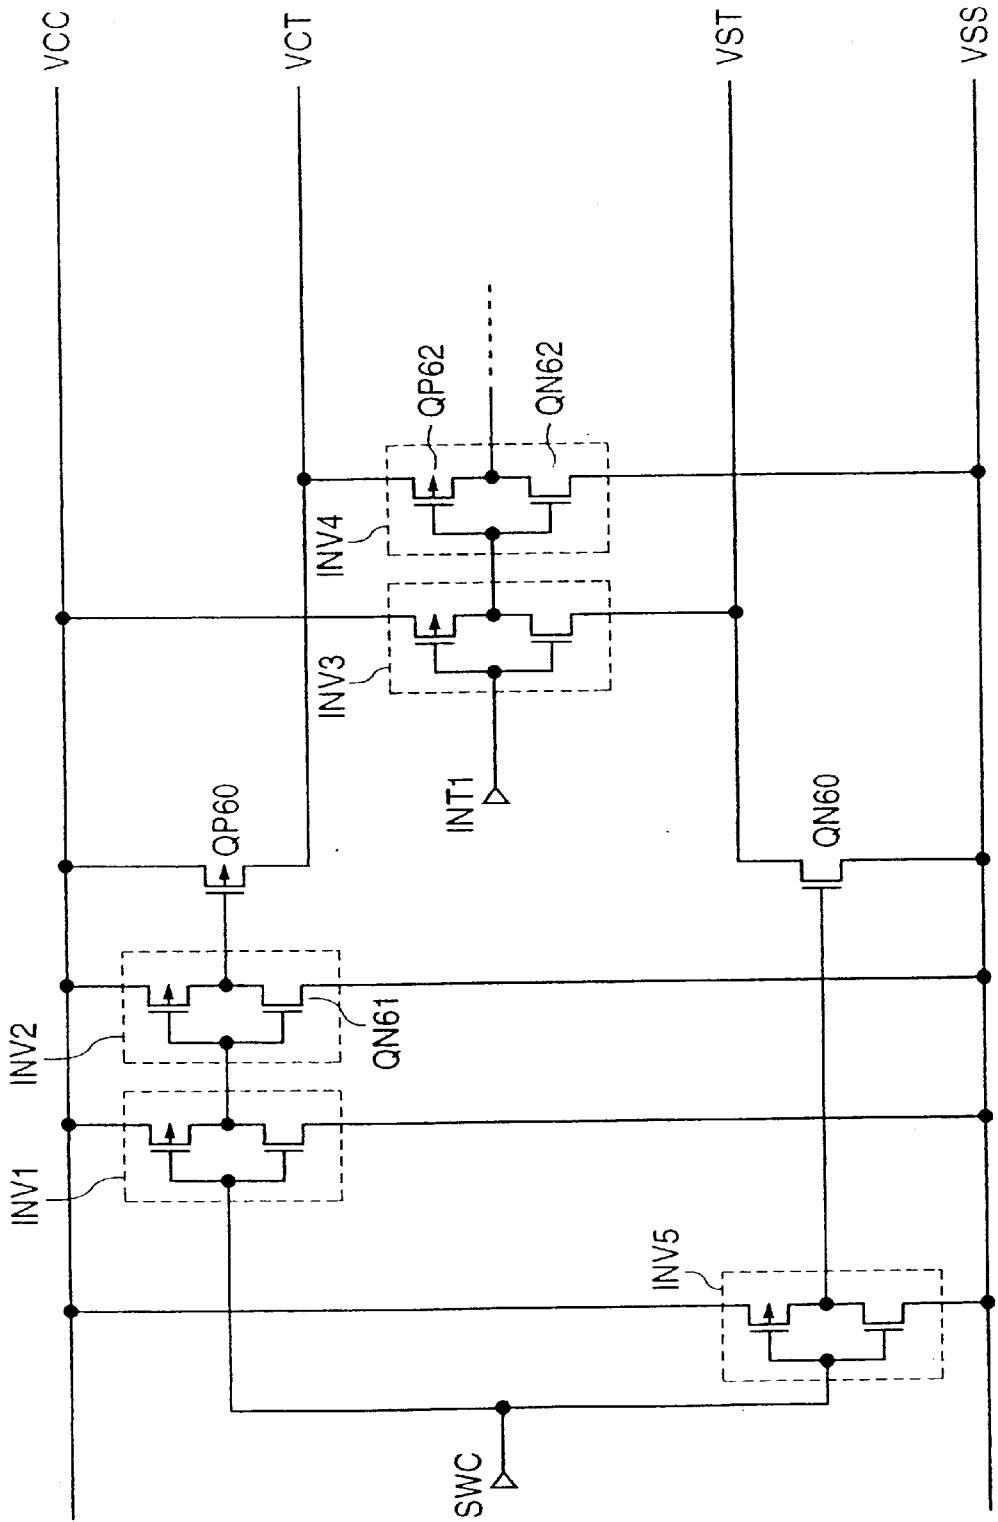 VCC
VCT
VST
VSS
QP62
QN62
INV4
INV3
INT1
QP60
QN60
INV2
QN61
INV1
INV5
SWC